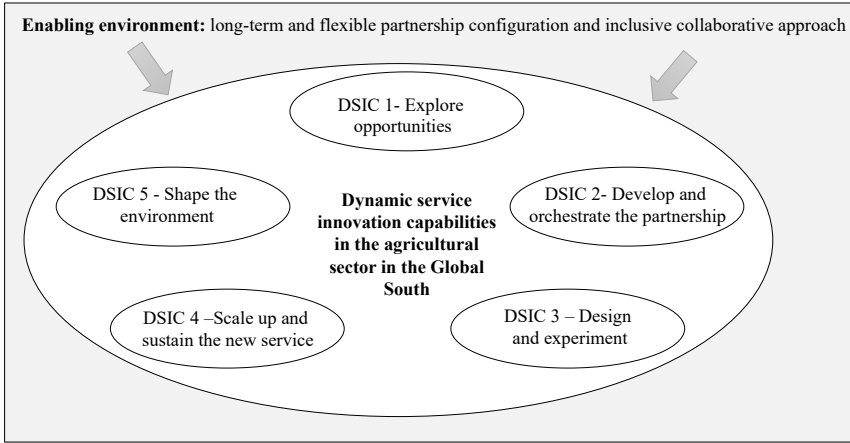 Enabling environment: long-term and flexible partnership configuration and inclusive collaborative approach
DSIC 1- Explore
opportunities
DSIC 5 - Shape the
environment
DSIC 2- Develop and
orchestrate the partnership
Dynamic service
innovation capabilities
in the agricultural
sector in the Global
South
DSIC 4 –Scale up and
sustain the new service
DSIC 3 – Design
and experiment